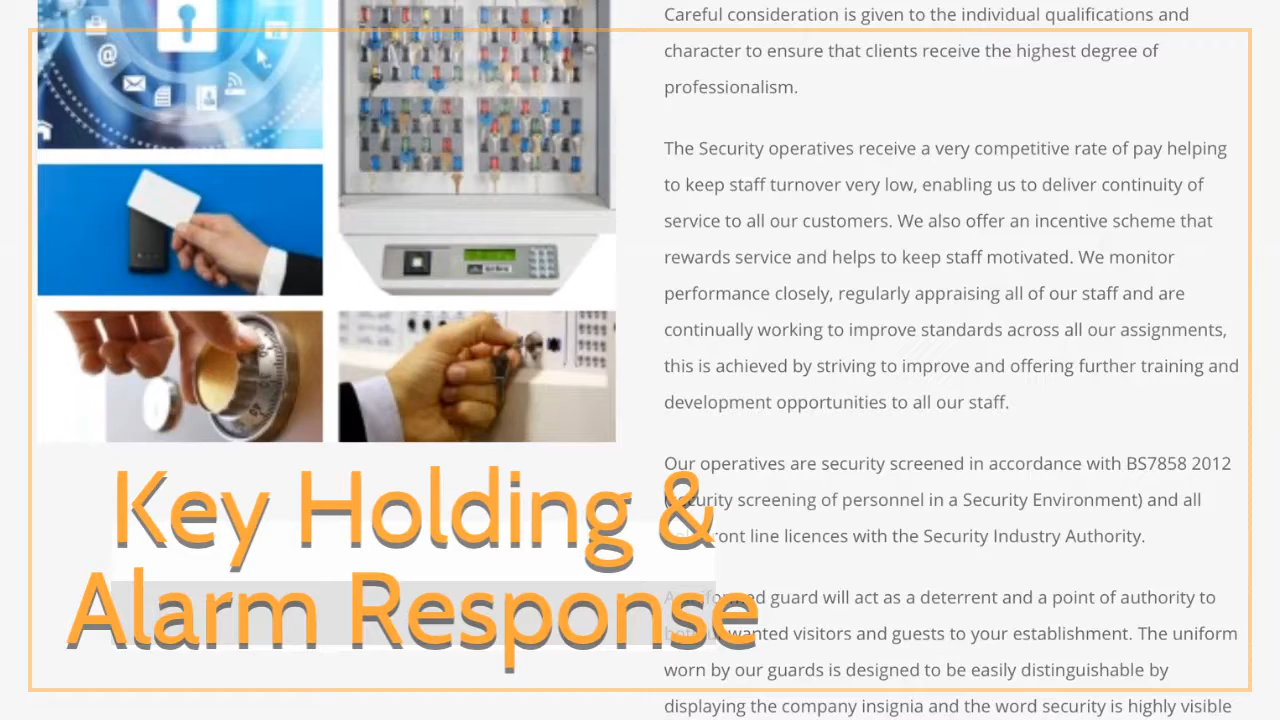 Careful consideration is given to the individual qualifications and
character to ensure that clients receive the highest degree of
professionalism.
The Security operatives receive a very competitive rate of pay helping
to keep staff turnover very low, enabling us to deliver continuity of
service to all our customers. We also offer an incentive scheme that
rewards service and helps to keep staff motivated. We monitor
performance closely, regularly appraising all of our staff and are
continually working to improve standards across all our assignments,
this is achieved by striving to improve and offering further training and
development opportunities to all our staff.
Our operatives are security screened in accordance with BS7858 2012
(security screening of personnel in a Security Environment) and all
front line licences with the Security Industry Authority.
A uniformed guard will act as a deterrent and a point of authority to
both unwanted visitors and guests to your establishment. The uniform
worn by our guards is designed to be easily distinguishable by
displaying the company insignia and the word security is highly visible
Key Holding &
Alarm Response